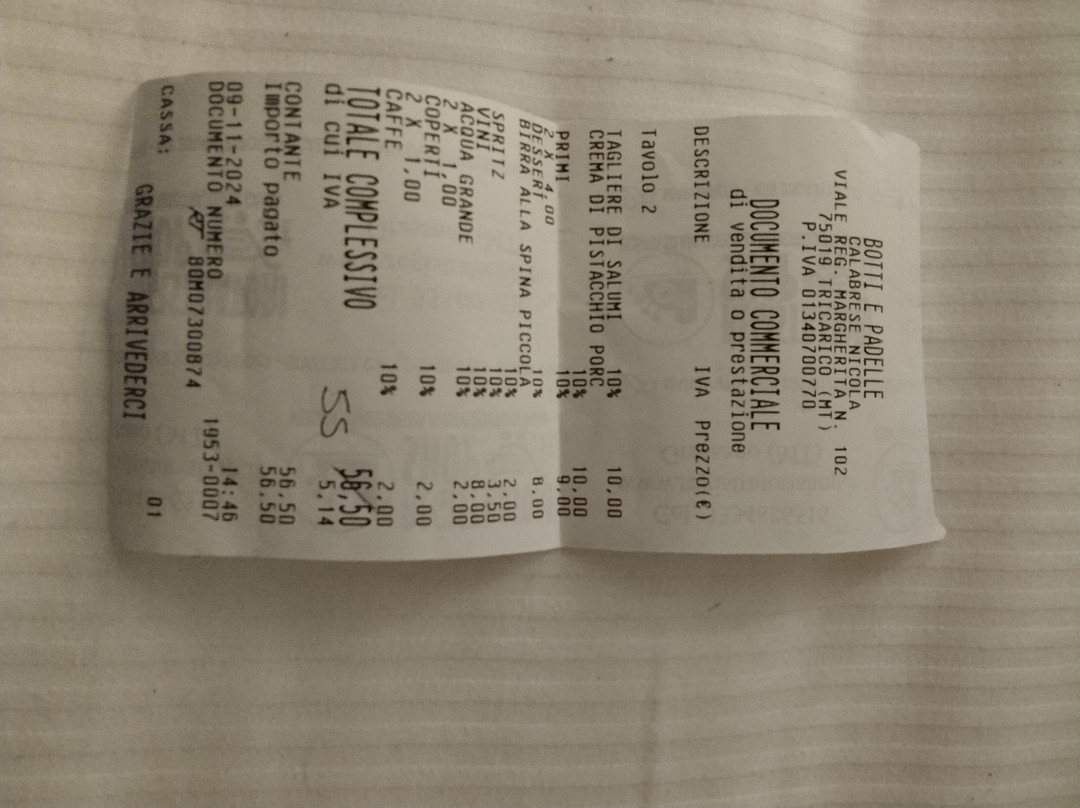 BOTTI E PADELLE
CALABRESE NICOLA
VIALE REG. MARGHERITA N. 102
75019 TRICARICO (MT)
P.IVA 01340700770
DOCUMENTO COMMERCIALE
di vendita o prestazione
DESCRIZIONE IVA Prezzo(€)
Tavolo 2
TAGLIERE DI SALUMI 10% 10,00
CREMA DI PISTACCHIO PORC 10% 10,00
PRIMI 10% 9,00
2 X 4,00
DESSERT 10% 8,00
BIRRA ALLA SPINA PICCOLA 10% 2,00
SPRITZ 10% 3,50
VINI 10% 8,00
ACQUA GRANDE 10% 2,00
2 X 1,00
COPERTI 10% 2,00
2 X 1,00
CAFFE 10% 2,00
TOTALE COMPLESSIVO 56,50
di cui IVA 55 5,14
CONTANTE 56,50
Importo pagato 56,50
09-11-2024 14:46
DOCUMENTO NUMERO 1953-0007
RT 80M07300874
GRAZIE E ARRIVEDERCI
CASSA: 01